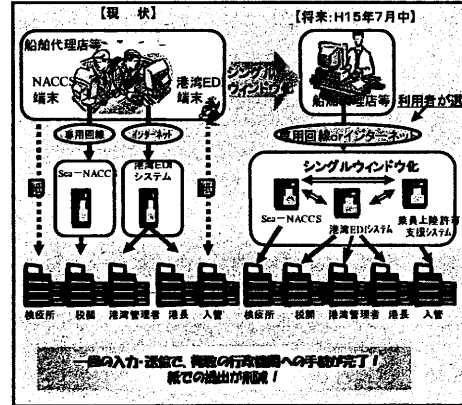 【現　状】
【将来:H15年7月中】
船舶代理店等
NACCS
端末
港湾EDI
端末
シングル
ウィンドウ化
船舶代理店等
利用者が選
専用回線
インターネット
専用回線orインターネット
シングルウィンドウ化
Sea-NACCS
港湾EDI
システム
Sea-NACCS
港湾EDIシステム
乗員上陸許可
支援システム
検疫所
税関
港湾管理者
港長
入管
検疫所
税関
港湾管理者
港長
入管
一回の入力・送信で、複数の行政機関への手続が完了！
紙での提出が削減！